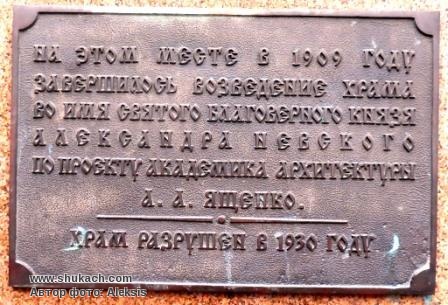 НА ЭТОМ МЕСТЕ В 1909 ГОДУ
ЗАВЕРШИЛОСЬ ВОЗВЕДЕНИЕ ХРАМА
ВО ИМЯ СВЯТОГО БЛАГОВЕРНОГО КНЯЗЯ
АЛЕКСАНДРА НЕВСКОГО
ПО ПРОЕКТУ АКАДЕМИКА АРХИТЕКТУРЫ
А. А. ЯЩЕНКО.
ХРАМ РАЗРУШЕН В 1930 ГОДУ
www.shukach.com
Автор фото: Aleksis